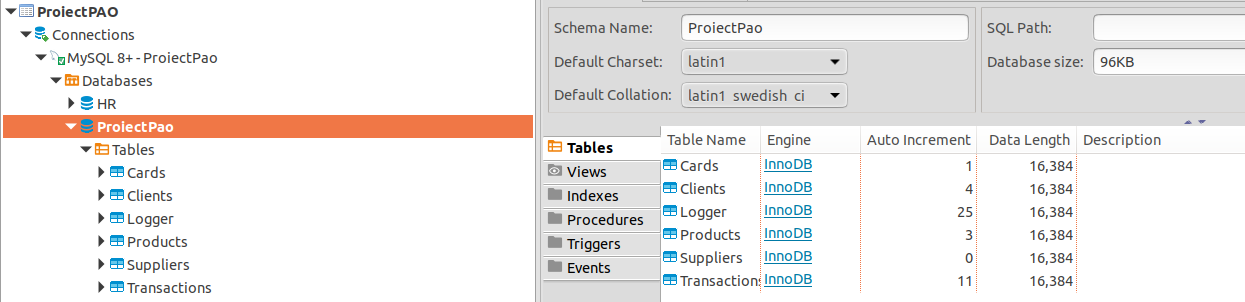 ProiectPAO
Connections
MySQL 8+ - ProiectPao
Databases
HR
ProiectPao
Tables
Cards
Clients
Logger
Products
Suppliers
Transactions
Schema Name: ProiectPao
Default Charset: latin1
Default Collation: latin1_swedish_ci
SQL Path:
Database size: 96KB
Tables
Views
Indexes
Procedures
Triggers
Events
Table Name Engine Auto Increment Data Length Description
Cards InnoDB 1 16,384
Clients InnoDB 4 16,384
Logger InnoDB 25 16,384
Products InnoDB 3 16,384
Suppliers InnoDB 0 16,384
Transactions InnoDB 11 16,384